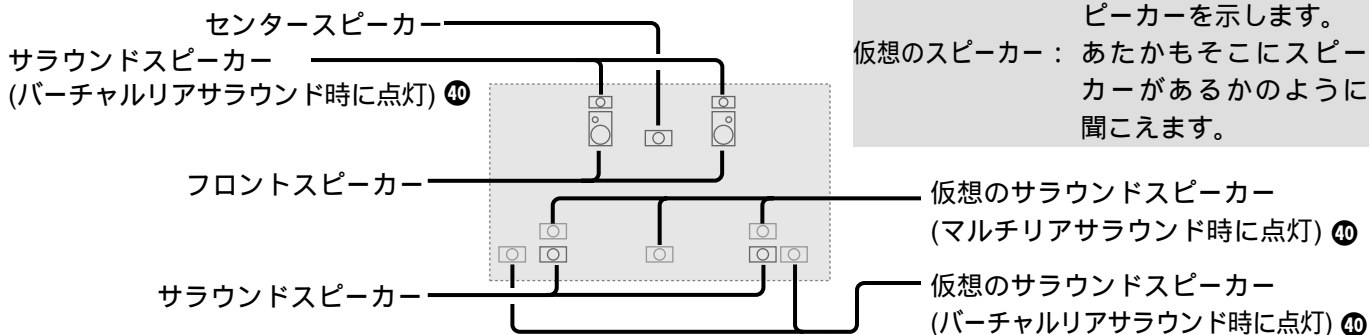 センタースピーカー
サラウンドスピーカー
(バーチャルリアサラウンド時に点灯) 40
フロントスピーカー
サラウンドスピーカー
ピーカーを示します。
仮想のスピーカー： あたかもそこにスピー
カーがあるかのように
聞こえます。
仮想のサラウンドスピーカー
(マルチリアサラウンド時に点灯) 40
仮想のサラウンドスピーカー
(バーチャルリアサラウンド時に点灯) 40